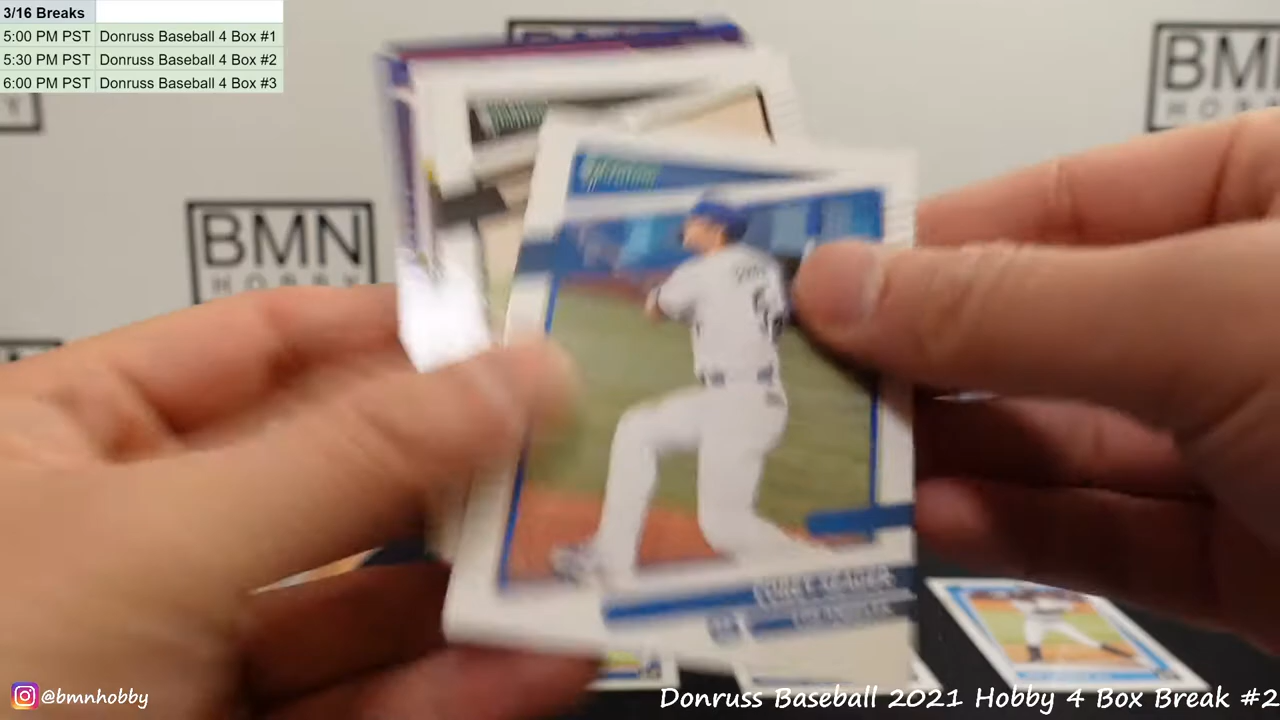 3/16 Breaks
5:00 PM PST Donruss Baseball 4 Box #1
5:30 PM PST Donruss Baseball 4 Box #2
6:00 PM PST Donruss Baseball 4 Box #3
BMN
HOBBY
BMN
@bmnhobby
Donruss Baseball 2021 Hobby 4 Box Break #2